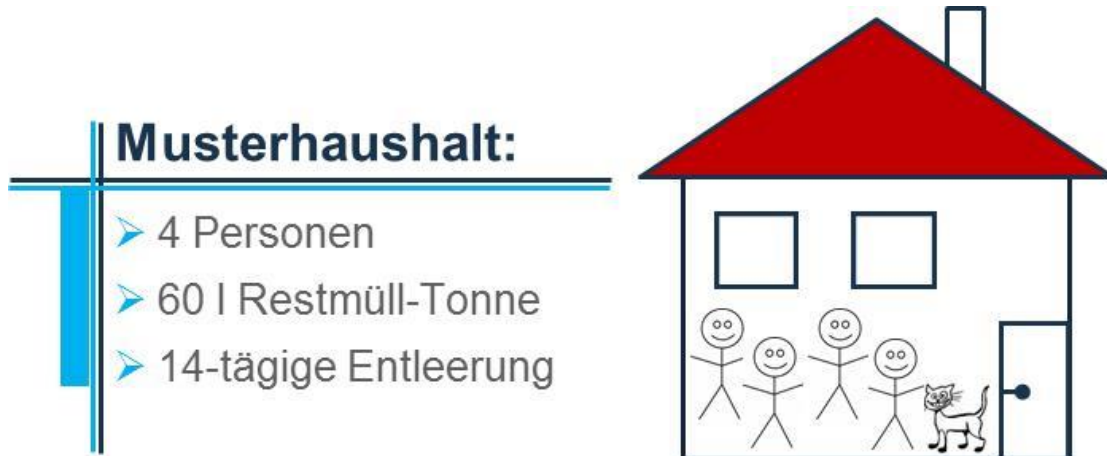 Musterhaushalt:
4 Personen
60 l Restmüll-Tonne
14-tägige Entleerung